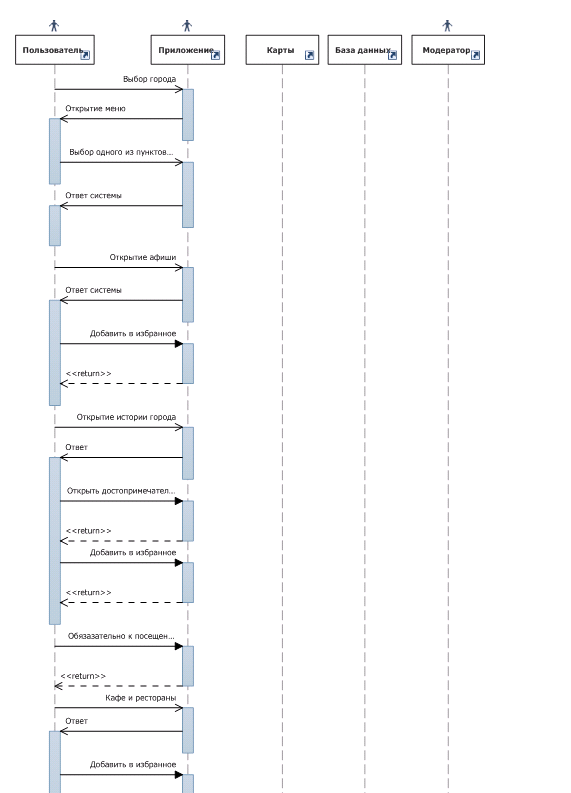 Пользователь
Приложение
Карты
База данных
Модератор
Выбор города
Открытие меню
Выбор одного из пунктов...
Ответ системы
Открытие афиши
Ответ системы
Добавить в избранное
<<return>>
Открытие истории города
Ответ
Открыть достопримечател...
<<return>>
Добавить в избранное
<<return>>
Обязазательно к посещен...
<<return>>
Кафе и рестораны
Ответ
Добавить в избранное